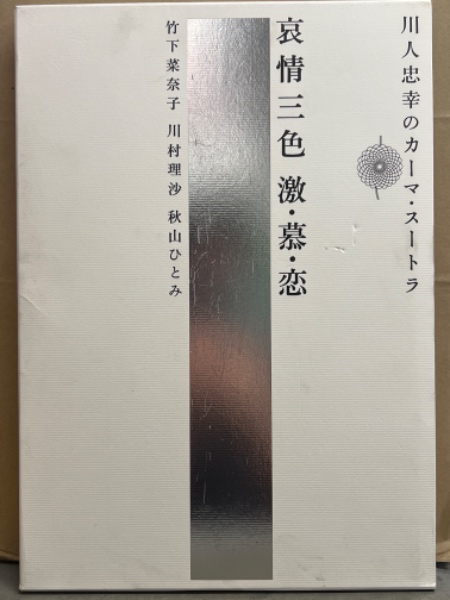 川人忠幸のカーマ・スートラ
哀情三色 激・慕・恋
竹下菜奈子 川村理沙 秋山ひとみ